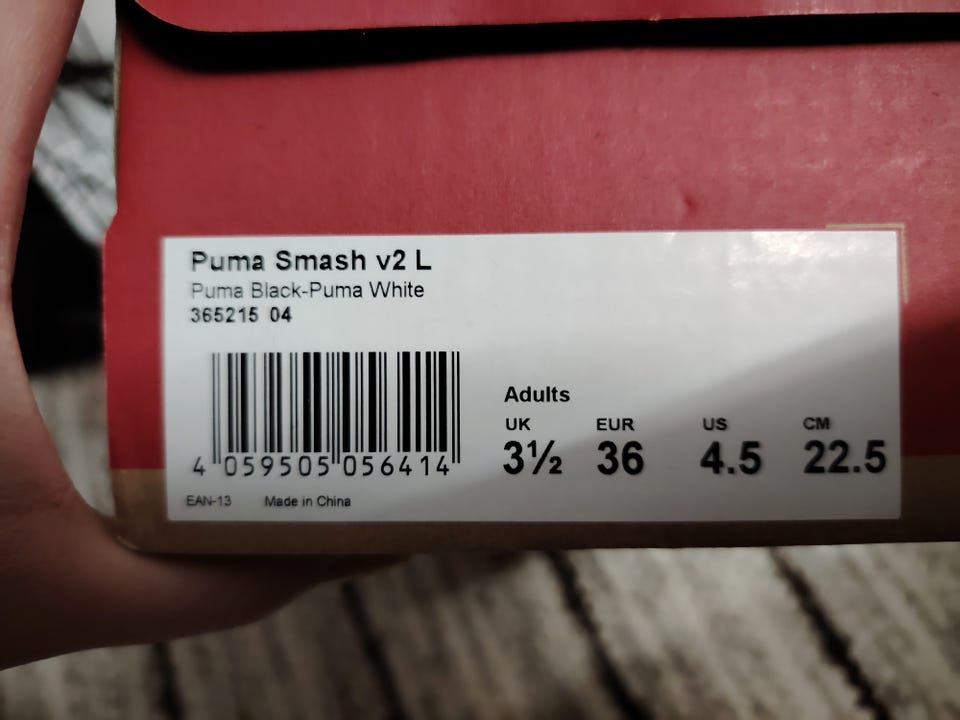 Puma Smash v2 L
Puma Black-Puma White
365215 04
Adults
UK EUR US CM
3½ 36 4.5 22.5
4 059505 056414
EAN-13 Made in China